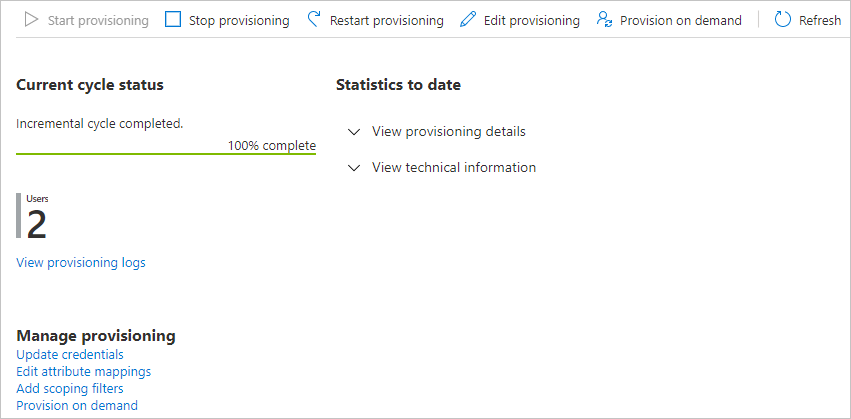 Start provisioning Stop provisioning Restart provisioning Edit provisioning Provision on demand Refresh
Current cycle status
Incremental cycle completed.
100% complete
Users
2
View provisioning logs
Statistics to date
View provisioning details
View technical information
Manage provisioning
Update credentials
Edit attribute mappings
Add scoping filters
Provision on demand